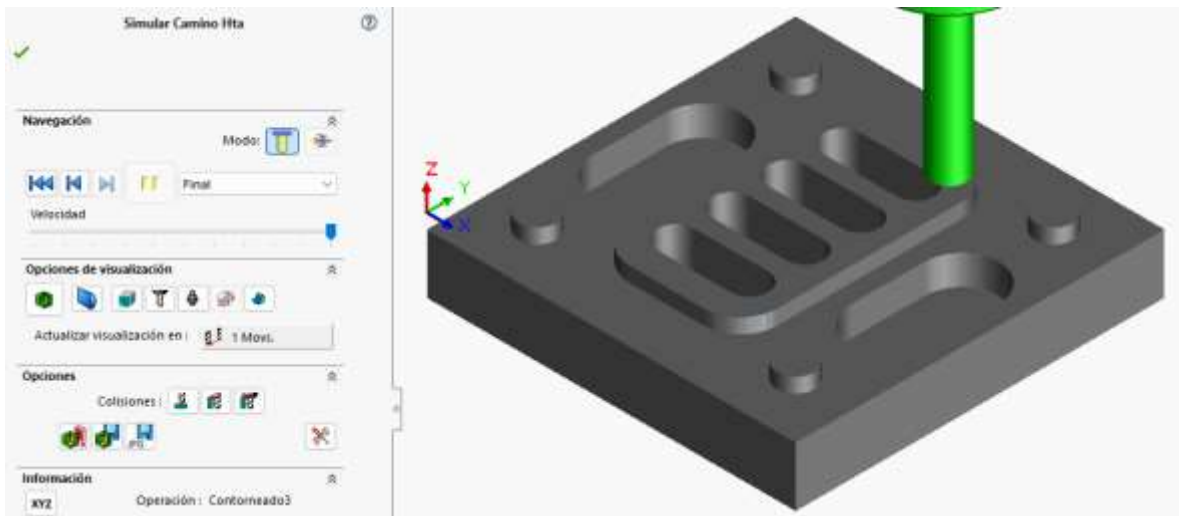 Simular Camino Hta
Navegación
Modo:
Final
Velocidad
Opciones de visualización
Actualizar visualización en : 1 Movs.
Opciones
Colisiones :
JPG
Información
XYZ Operación : Contorneado3
Z
Y
X